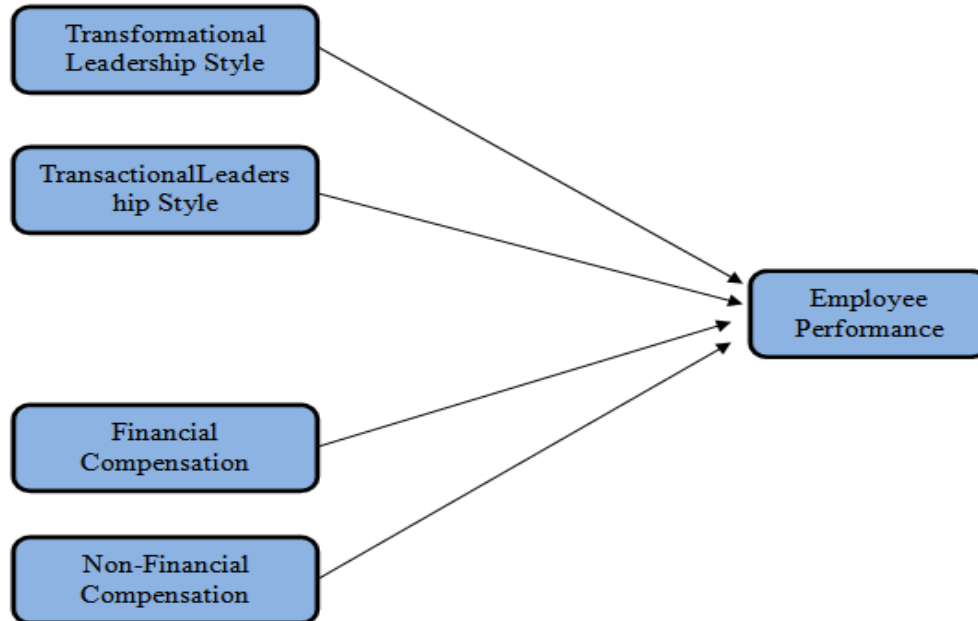 Transformational
Leadership Style
TransactionalLeaders
hip Style
Employee
Performance
Financial
Compensation
Non-Financial
Compensation